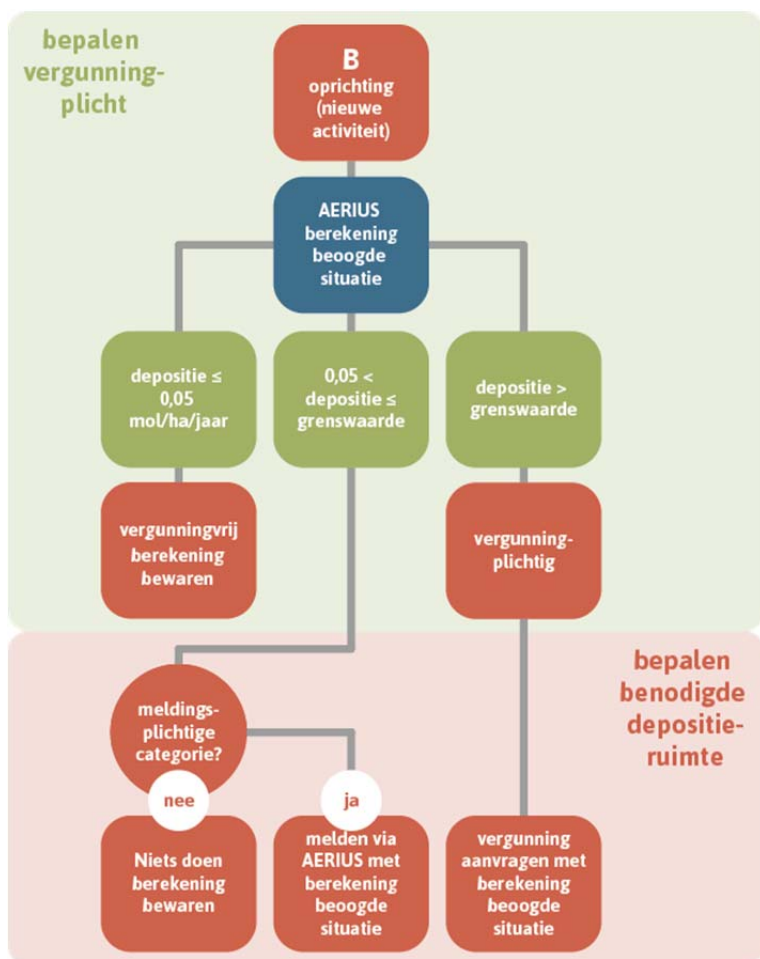 bepalen
vergunning-
plicht
B
oprichting
(nieuwe
activiteit)
AERIUS
berekening
beoogde
situatie
depositie ≤
0,05
mol/ha/jaar
0,05 <
depositie ≤
grenswaarde
depositie >
grenswaarde
vergunningvrij
berekening
bewaren
vergunning-
plichtig
bepalen
benodigde
depositie-
ruimte
meldings-
plichtige
categorie?
nee
ja
Niets doen
berekening
bewaren
melden via
AERIUS met
berekening
beoogde
situatie
vergunning
aanvragen met
berekening
beoogde
situatie